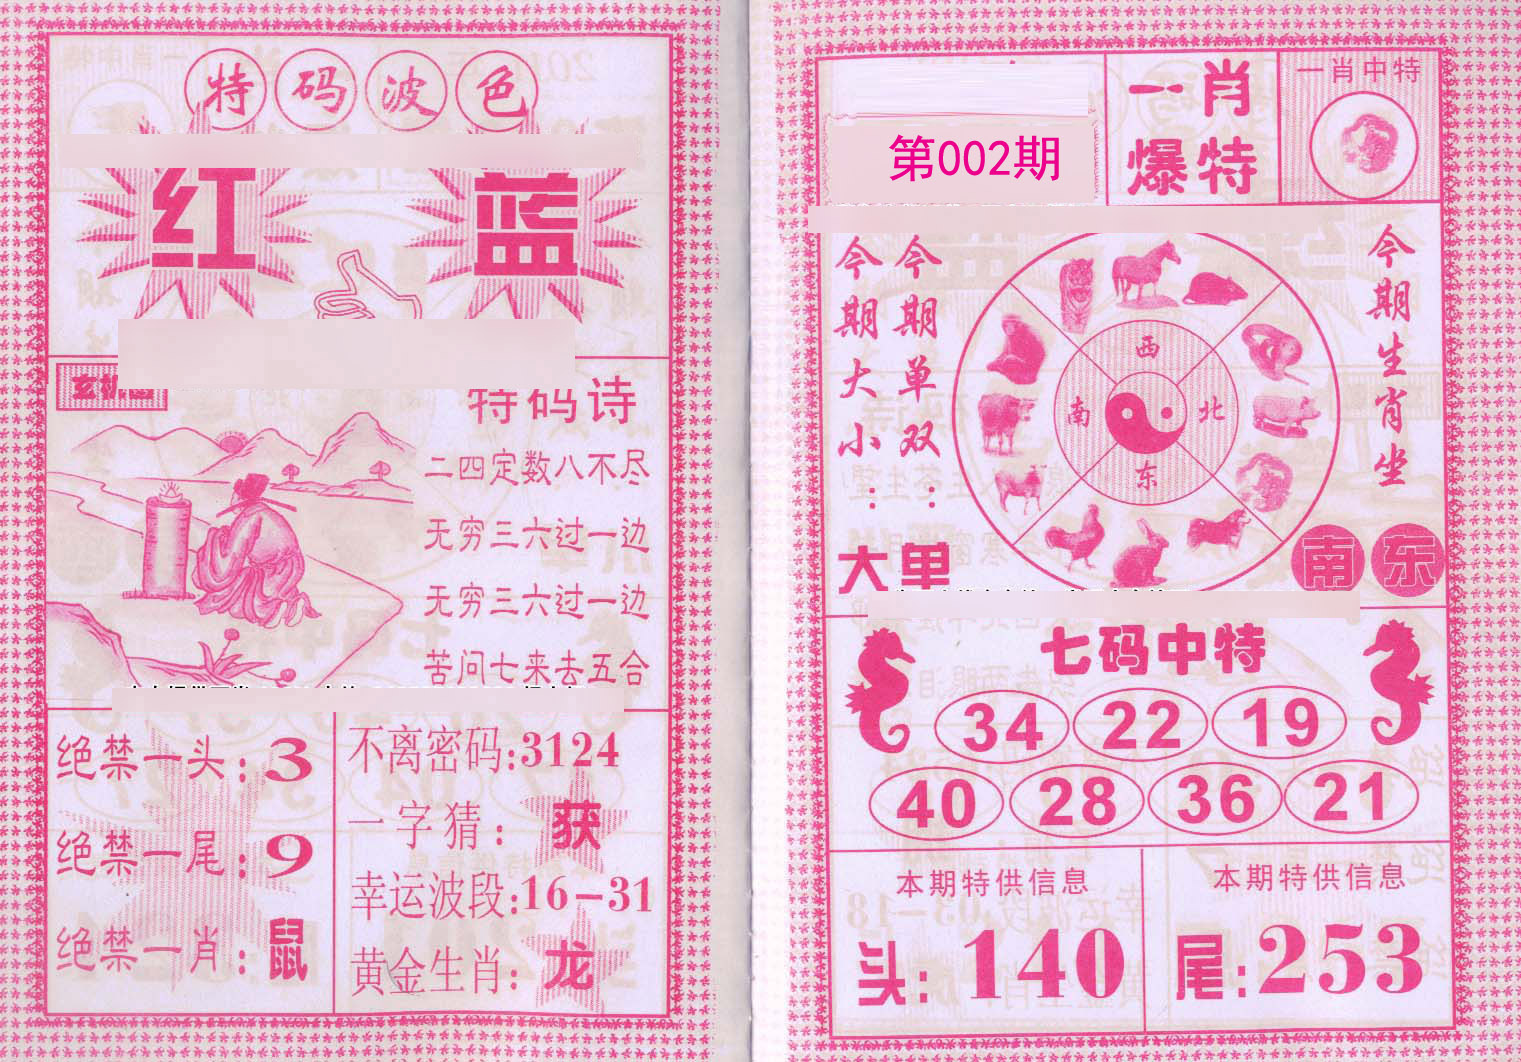 特码波色
红 蓝
玄机图
特码诗
二四定数八不尽
无穷三六过一边
无穷三六过一边
苦问七来去五合
绝禁一头:3
绝禁一尾:9
绝禁一肖:鼠
不离密码:3124
一字猜:获
幸运波段:16-31
黄金生肖:龙
第002期
一肖
爆特
一肖中特
今期大小:大
今期单双:单
西
南 北
东
今期生肖坐
南 东
七码中特
34 22 19
40 28 36 21
本期特供信息
头:140
本期特供信息
尾:253